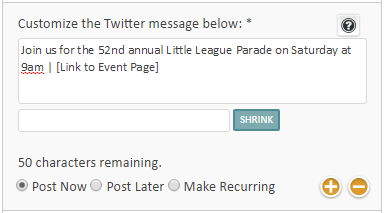 Customize the Twitter message below: *
?
Join us for the 52nd annual Little League Parade on Saturday at
9am | [Link to Event Page]
SHRINK
50 characters remaining.
Post Now Post Later Make Recurring